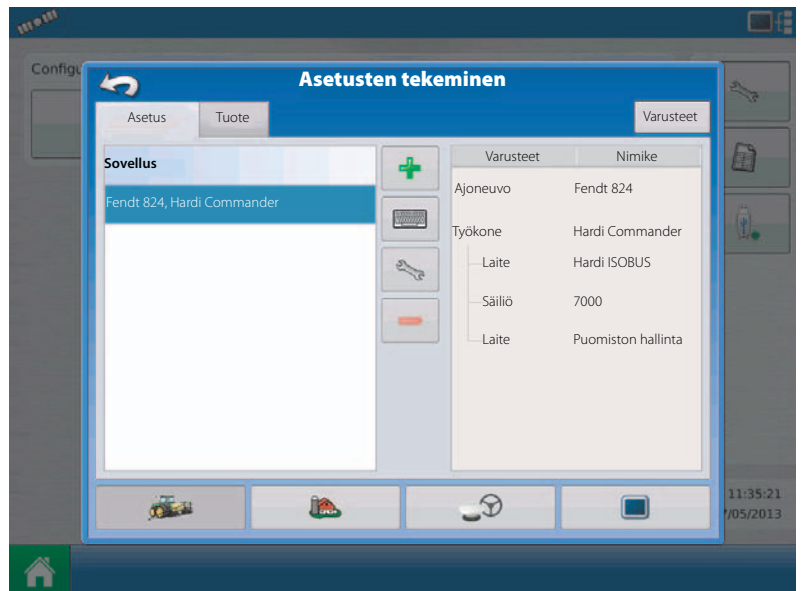 Configu
Asetusten tekeminen
Asetus
Tuote
Varusteet
Sovellus
Fendt 824, Hardi Commander
Varusteet Nimike
Ajoneuvo Fendt 824
Työkone Hardi Commander
Laite Hardi ISOBUS
Säiliö 7000
Laite Puomiston hallinta
11:35:21
/05/2013